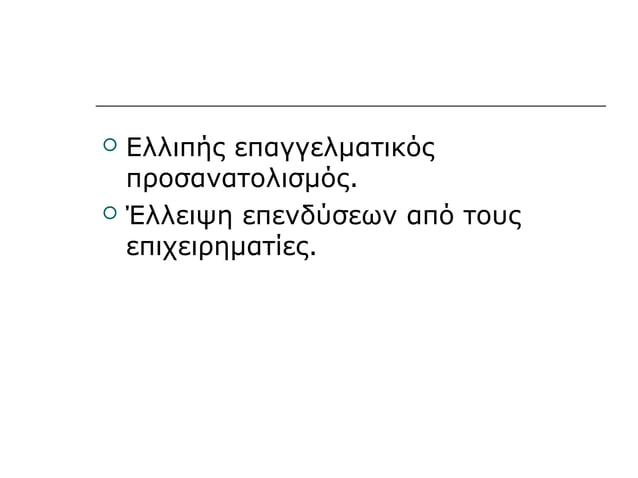 Ελλιπής επαγγελματικός
προσανατολισμός.
Έλλειψη επενδύσεων από τους
επιχειρηματίες.